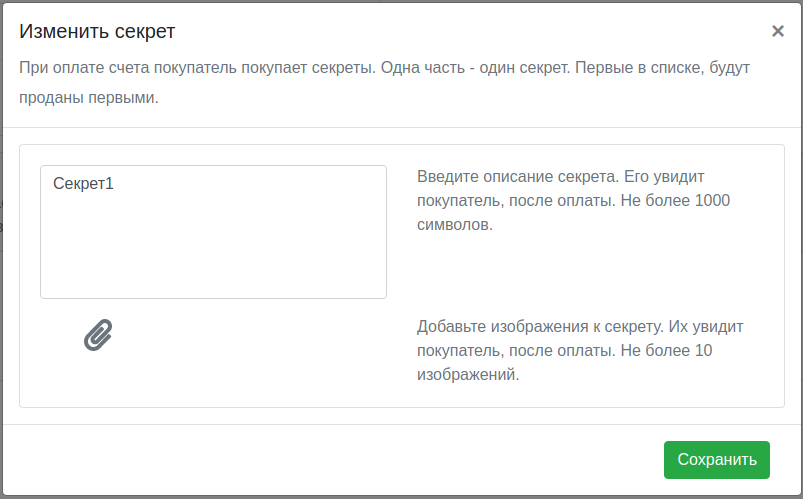 Изменить секрет
×
При оплате счета покупатель покупает секреты. Одна часть - один секрет. Первые в списке, будут
проданы первыми.
Секрет1
Введите описание секрета. Его увидит
покупатель, после оплаты. Не более 1000
символов.
Добавьте изображения к секрету. Их увидит
покупатель, после оплаты. Не более 10
изображений.
Сохранить